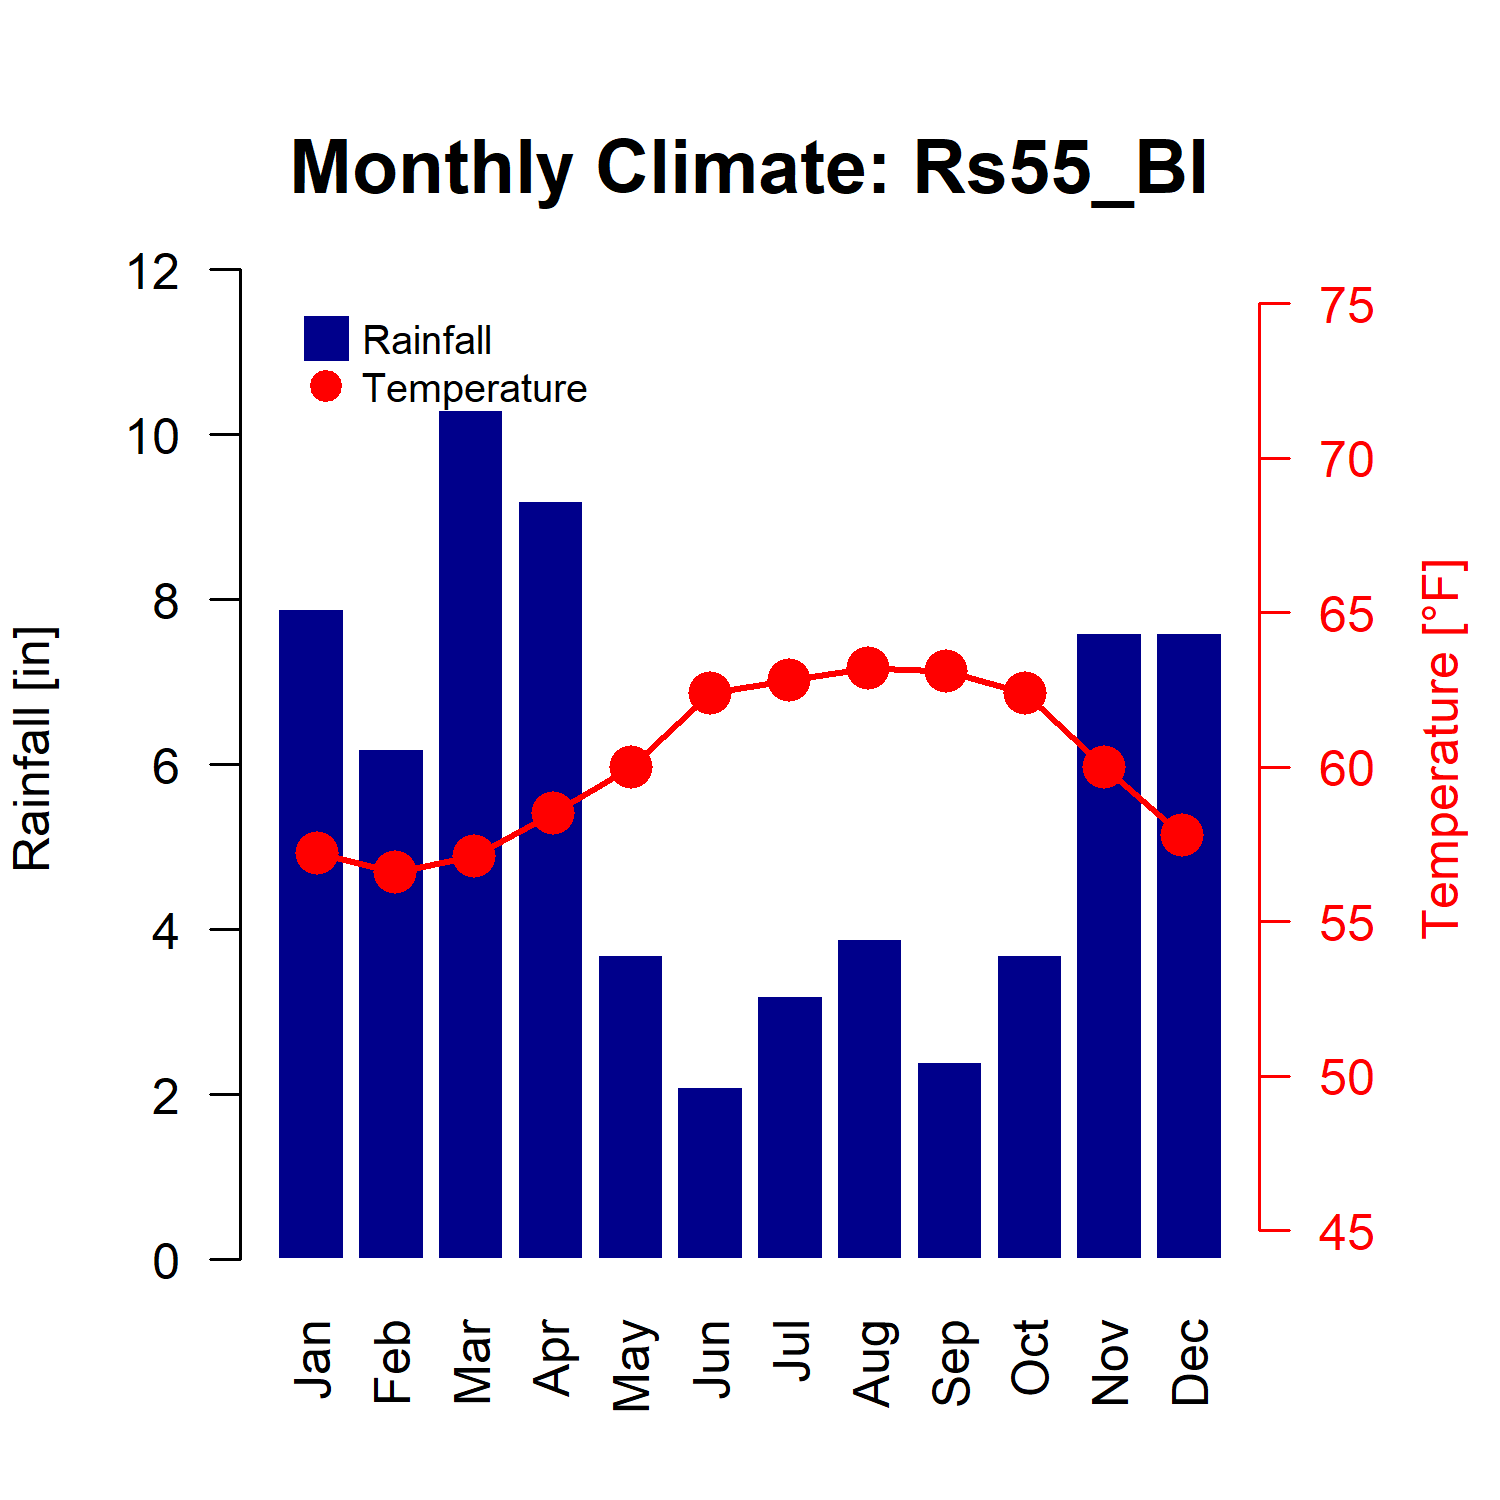 Monthly Climate: Rs55_BI
Rainfall
Temperature
12
10
8
6
4
2
0
Rainfall [in]
75
70
65
60
55
50
45
Temperature [°F]
Jan
Feb
Mar
Apr
May
Jun
Jul
Aug
Sep
Oct
Nov
Dec